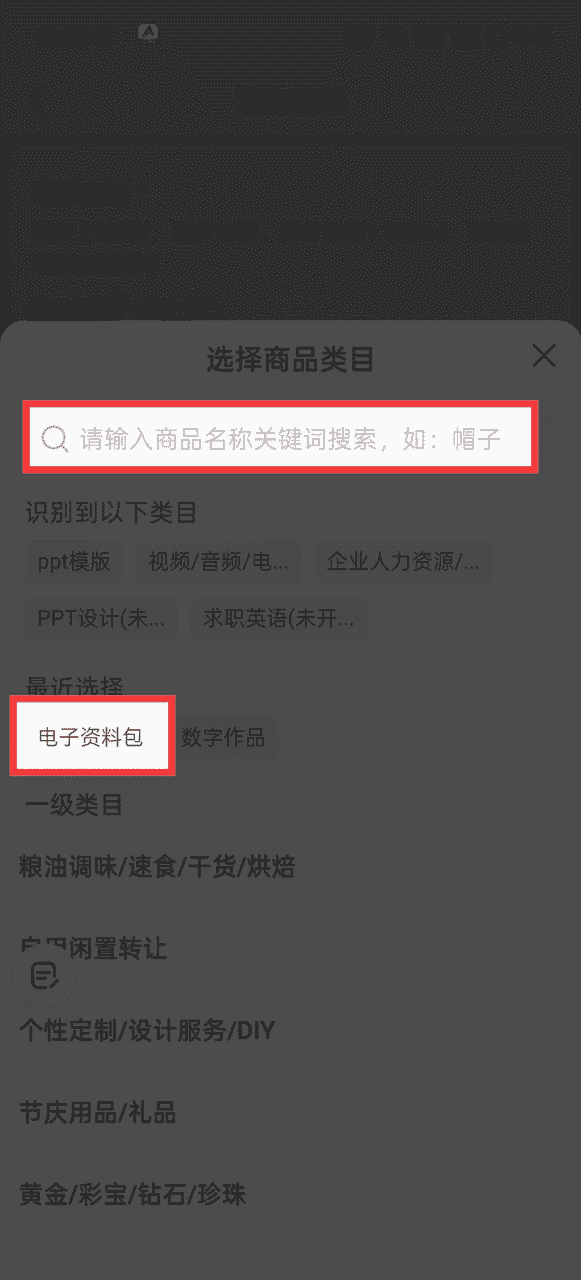 选择商品类目
请输入商品名称关键词搜索，如：帽子
识别到以下类目
ppt模版 视频/音频/电... 企业人力资源/...
PPT设计(未... 求职英语(未开...
最近选择
电子资料包 数字作品
一级类目
粮油调味/速食/干货/烘焙
自用闲置转让
个性定制/设计服务/DIY
节庆用品/礼品
黄金/彩宝/钻石/珍珠